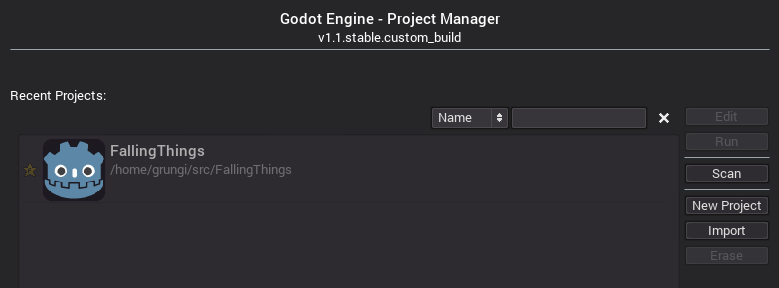 Godot Engine - Project Manager
v1.1.stable.custom_build
Recent Projects:
Name
Edit
Run
FallingThings
/home/grungi/src/FallingThings
Scan
New Project
Import
Erase